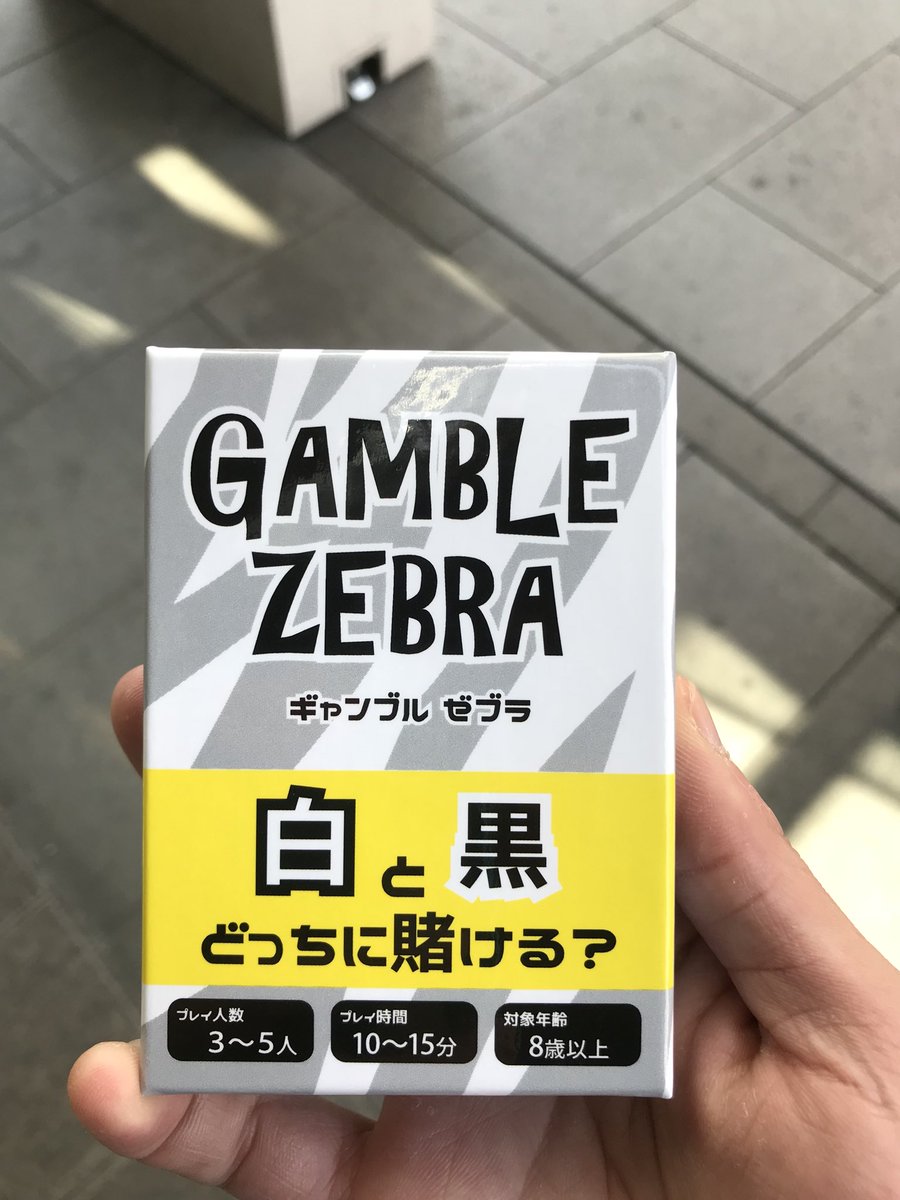 GAMBLE
ZEBRA
ギャンブル ゼブラ
白と黒
どっちに賭ける?
プレイ人数
3〜5人
プレイ時間
10〜15分
対象年齢
8歳以上